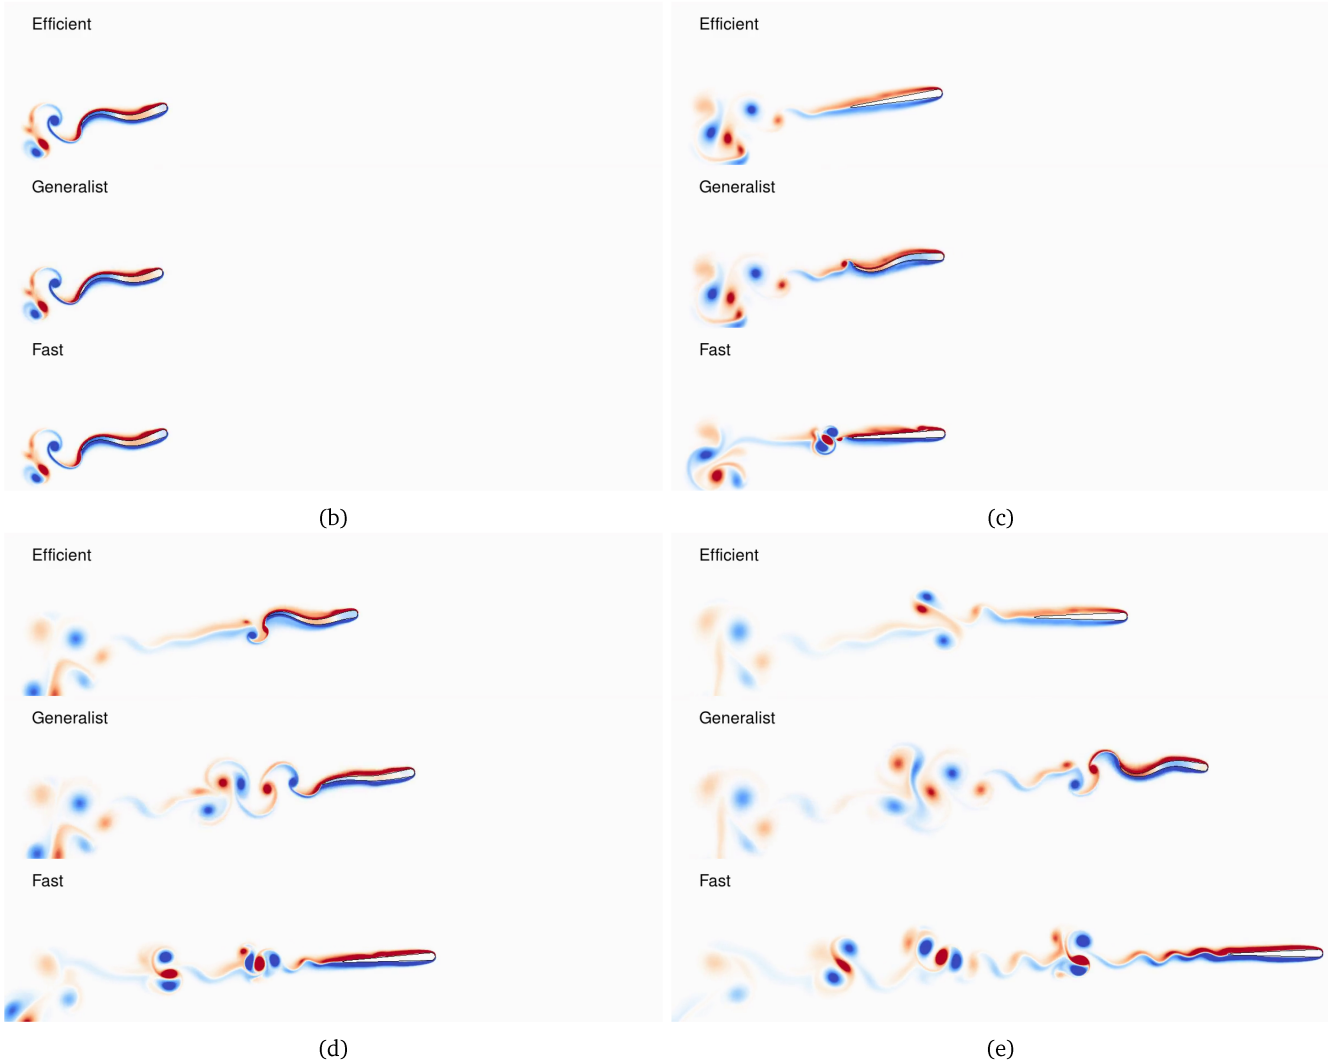 Efficient
Generalist
Fast
(b)
Efficient
Generalist
Fast
(c)
Efficient
Generalist
Fast
(d)
Efficient
Generalist
Fast
(e)